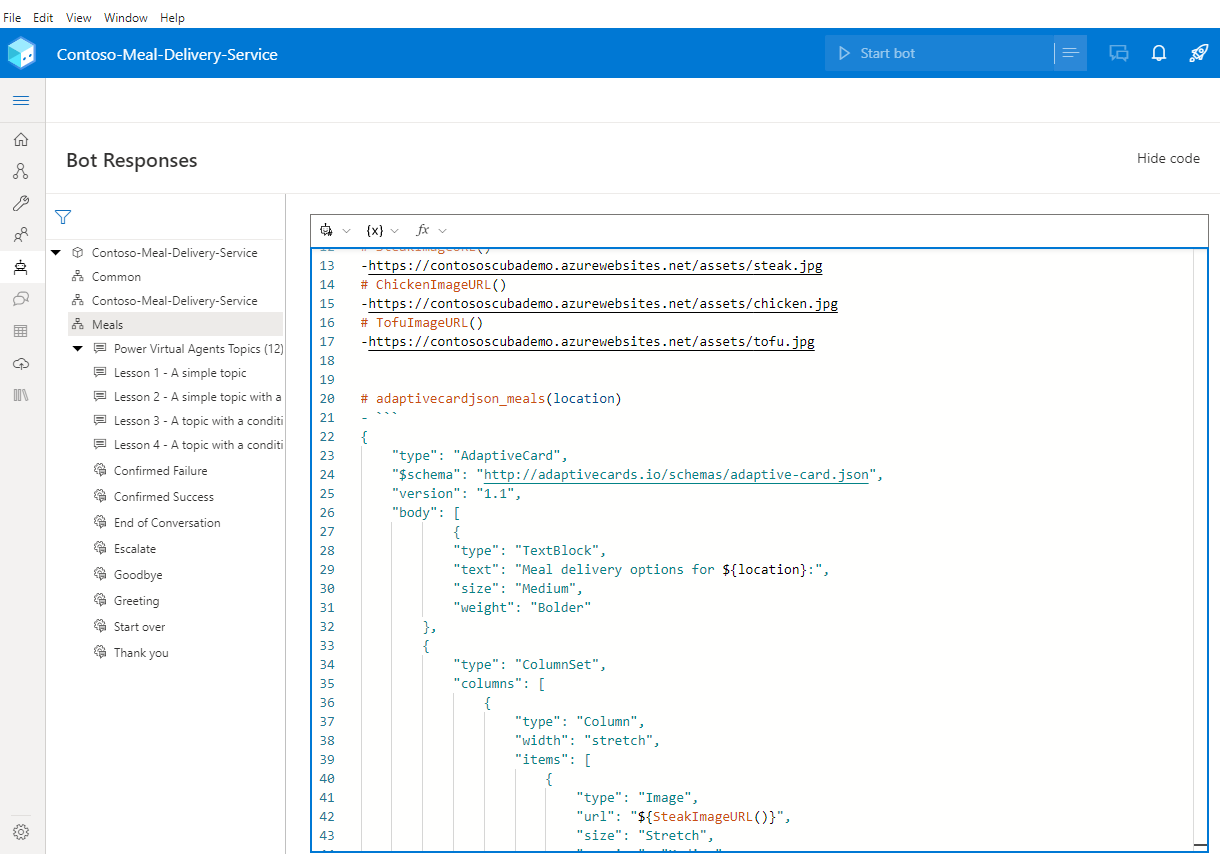 File Edit View Window Help
Contoso-Meal-Delivery-Service
Start bot
Bot Responses
Hide code
Contoso-Meal-Delivery-Service
Common
Contoso-Meal-Delivery-Service
Meals
Power Virtual Agents Topics (12)
Lesson 1 - A simple topic
Lesson 2 - A simple topic with a
Lesson 3 - A topic with a conditi
Lesson 4 - A topic with a conditi
Confirmed Failure
Confirmed Success
End of Conversation
Escalate
Goodbye
Greeting
Start over
Thank you
{x} fx
12 # SteakImageURL()
13 -https://contososcubademo.azurewebsites.net/assets/steak.jpg
14 # ChickenImageURL()
15 -https://contososcubademo.azurewebsites.net/assets/chicken.jpg
16 # TofuImageURL()
17 -https://contososcubademo.azurewebsites.net/assets/tofu.jpg
18
19
20 # adaptivecardjson_meals(location)
21 - ```
22 {
23 "type": "AdaptiveCard",
24 "$schema": "http://adaptivecards.io/schemas/adaptive-card.json",
25 "version": "1.1",
26 "body": [
27 {
28 "type": "TextBlock",
29 "text": "Meal delivery options for ${location}:",
30 "size": "Medium",
31 "weight": "Bolder"
32 },
33 {
34 "type": "ColumnSet",
35 "columns": [
36 {
37 "type": "Column",
38 "width": "stretch",
39 "items": [
40 {
41 "type": "Image",
42 "url": "${SteakImageURL()}",
43 "size": "Stretch",